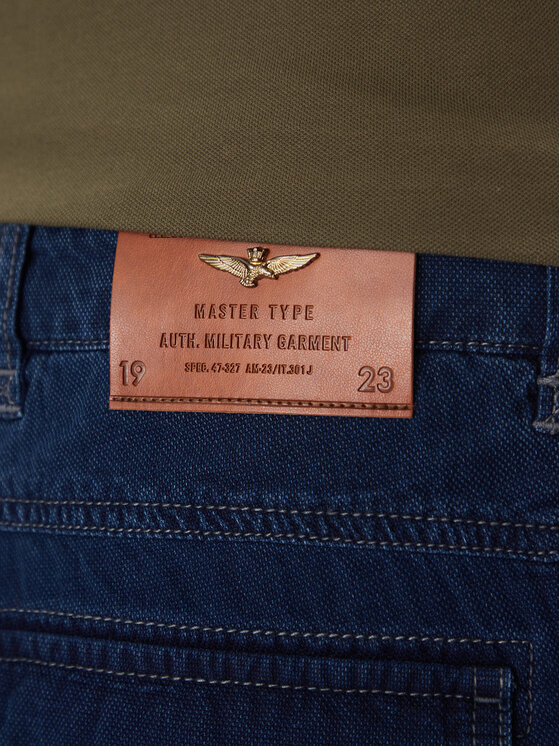 MASTER TYPE
AUTH. MILITARY GARMENT
SPEC. 47-327 AM-23/IT.301 J
19 23